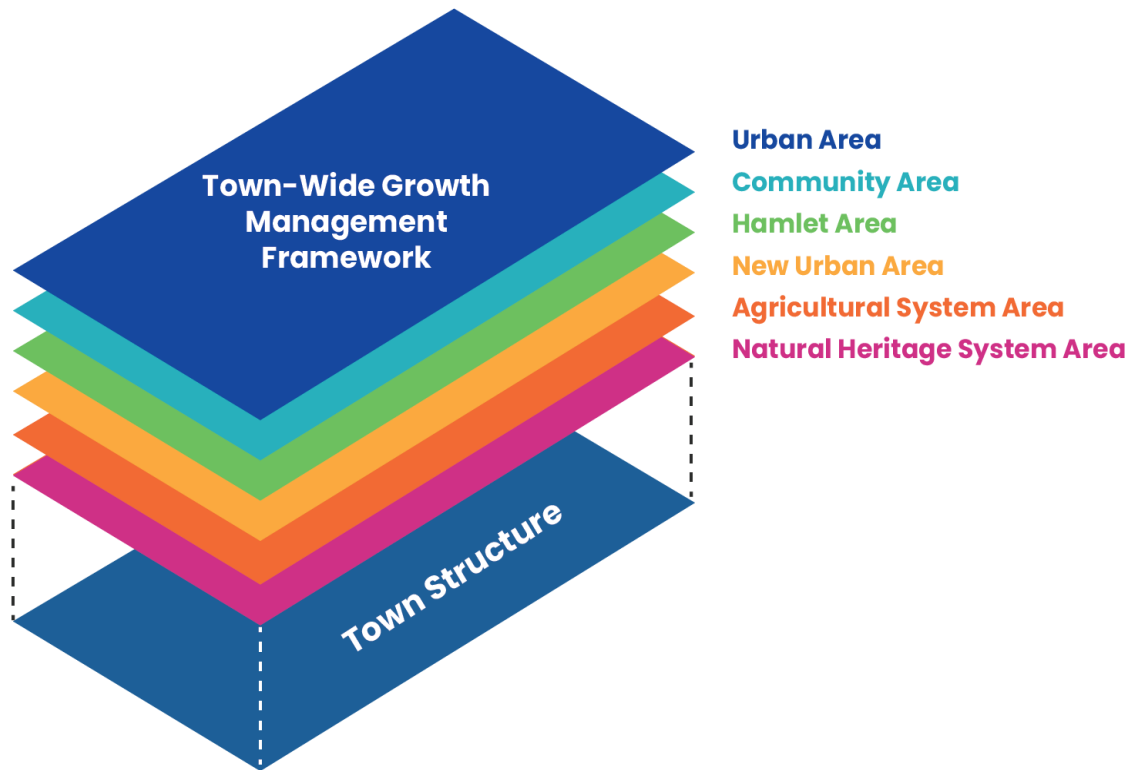 Town-Wide Growth
Management
Framework
Urban Area
Community Area
Hamlet Area
New Urban Area
Agricultural System Area
Natural Heritage System Area
Town Structure